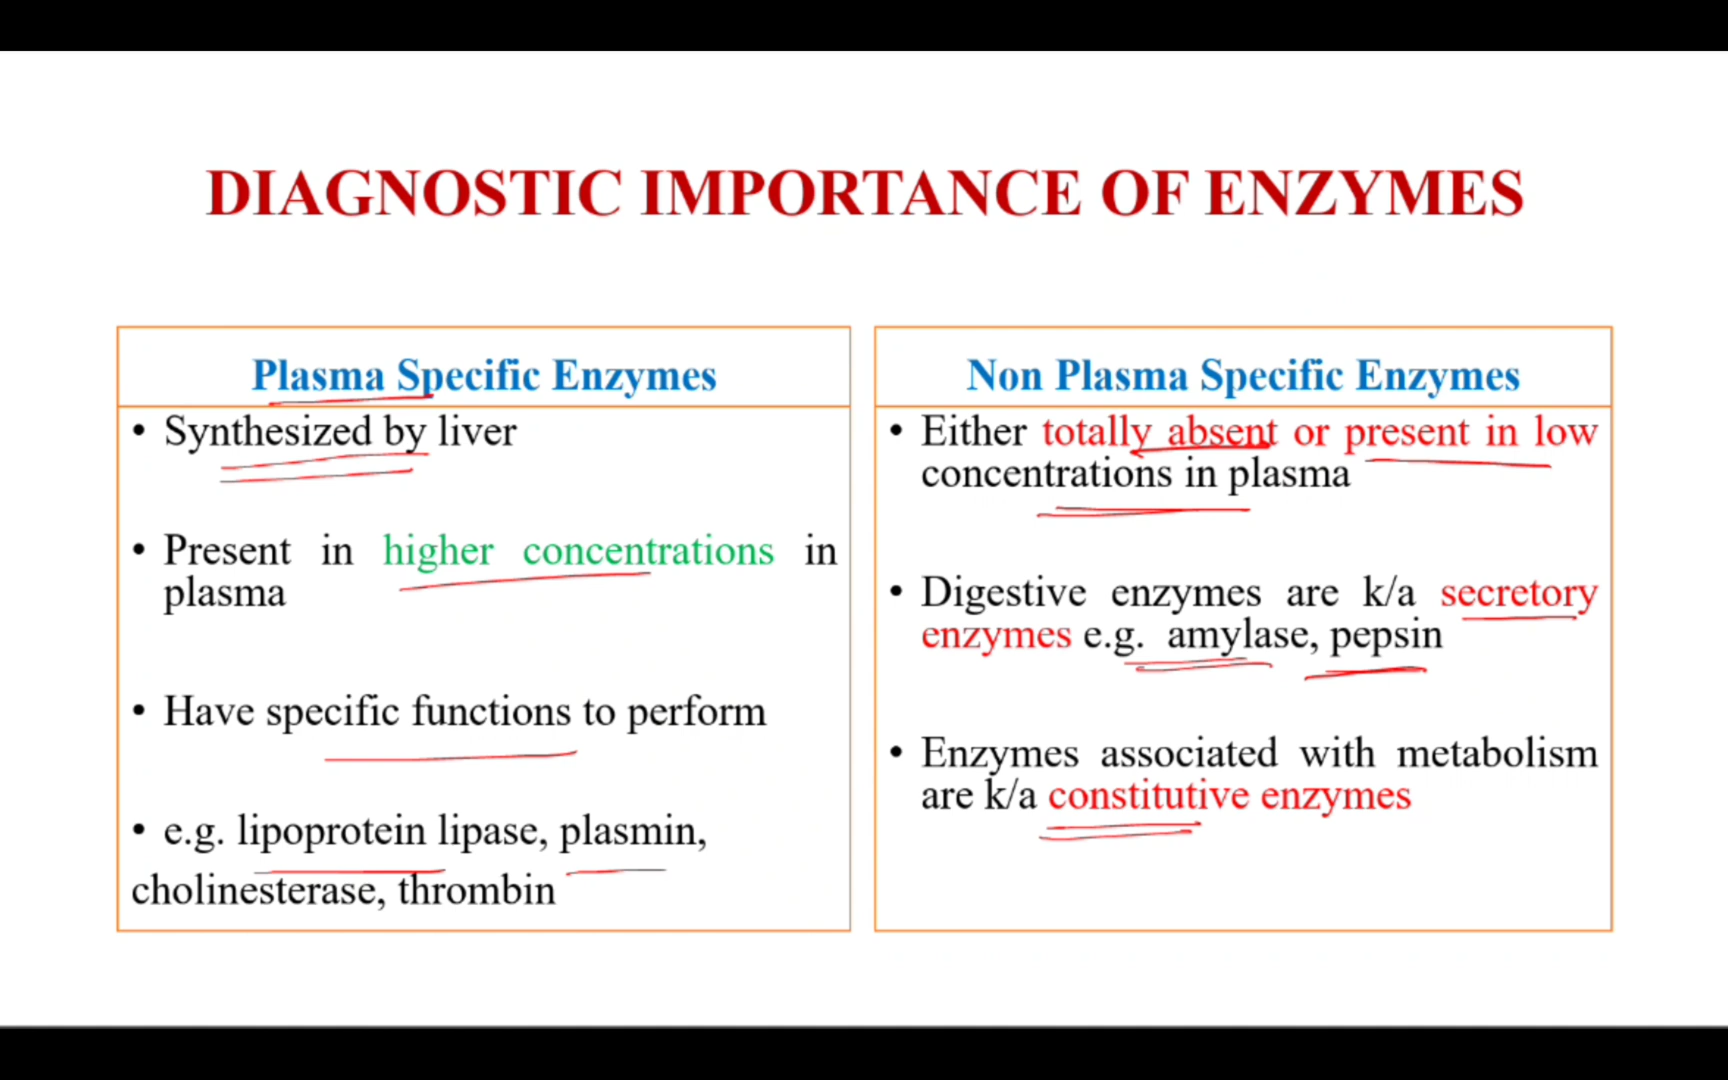 DIAGNOSTIC IMPORTANCE OF ENZYMES
Plasma Specific Enzymes
• Synthesized by liver
• Present in higher concentrations in
plasma
• Have specific functions to perform
• e.g. lipoprotein lipase, plasmin,
cholinesterase, thrombin
Non Plasma Specific Enzymes
• Either totally absent or present in low
concentrations in plasma
• Digestive enzymes are k/a secretory
enzymes e.g. amylase, pepsin
• Enzymes associated with metabolism
are k/a constitutive enzymes